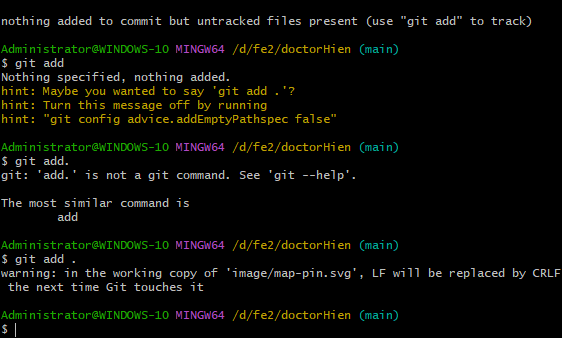 nothing added to commit but untracked files present (use "git add" to track)
Administrator@WINDOWS-10 MINGW64 /d/fe2/doctorHien (main)
$ git add
Nothing specified, nothing added.
hint: Maybe you wanted to say 'git add .'?
hint: Turn this message off by running
hint: "git config advice.addEmptyPathspec false"
Administrator@WINDOWS-10 MINGW64 /d/fe2/doctorHien (main)
$ git add.
git: 'add.' is not a git command. See 'git --help'.
The most similar command is
add
Administrator@WINDOWS-10 MINGW64 /d/fe2/doctorHien (main)
$ git add .
warning: in the working copy of 'image/map-pin.svg', LF will be replaced by CRLF
the next time Git touches it
Administrator@WINDOWS-10 MINGW64 /d/fe2/doctorHien (main)
$